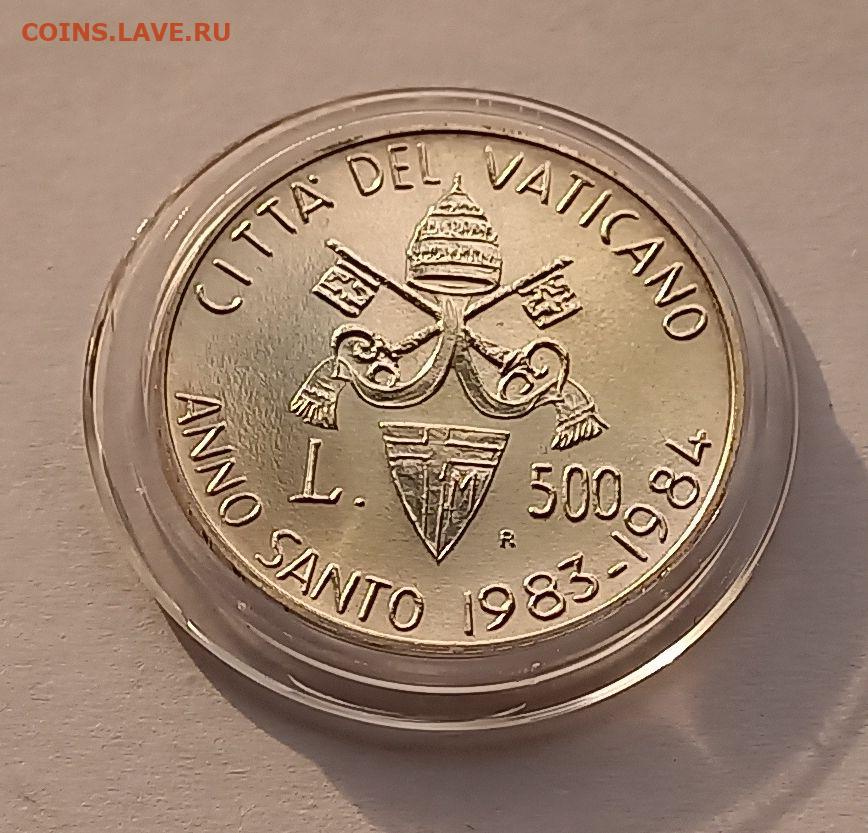 COINS.LAVE.RU
CITTA' DEL VATICANO
L. 500
M
R
ANNO SANTO 1983-1984